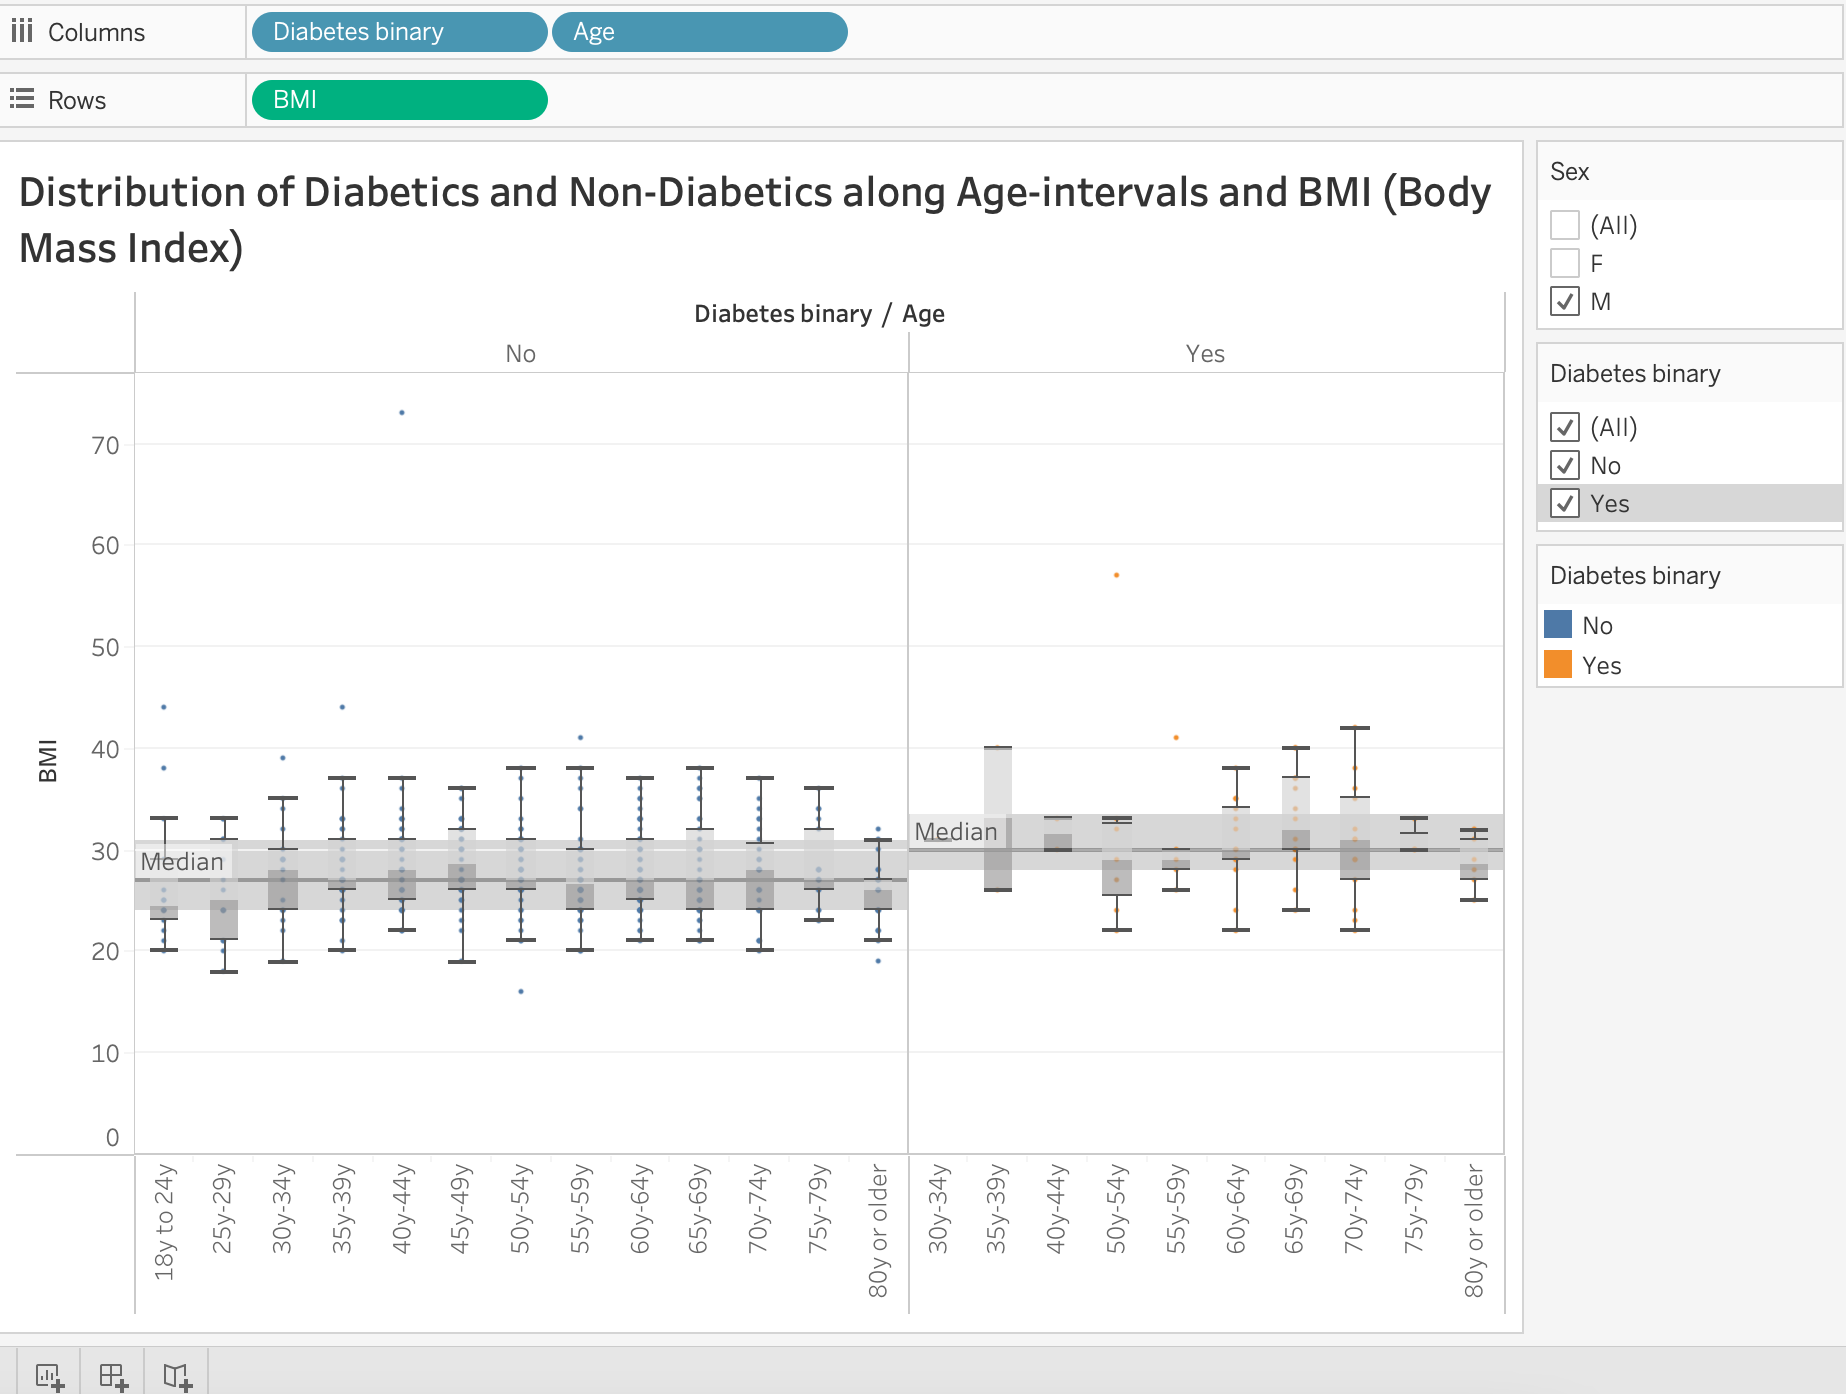 Columns
Diabetes binary
Age
Rows
BMI
Distribution of Diabetics and Non-Diabetics along Age-intervals and BMI (Body
Mass Index)
Diabetes binary / Age
No
Yes
70
60
50
40
30
20
10
0
BMI
Median
Median
18y to 24y
25y-29y
30y-34y
35y-39y
40y-44y
45y-49y
50y-54y
55y-59y
60y-64y
65y-69y
70y-74y
75y-79y
80y or older
30y-34y
35y-39y
40y-44y
50y-54y
55y-59y
60y-64y
65y-69y
70y-74y
75y-79y
80y or older
Sex
(All)
F
M
Diabetes binary
(All)
No
Yes
Diabetes binary
No
Yes